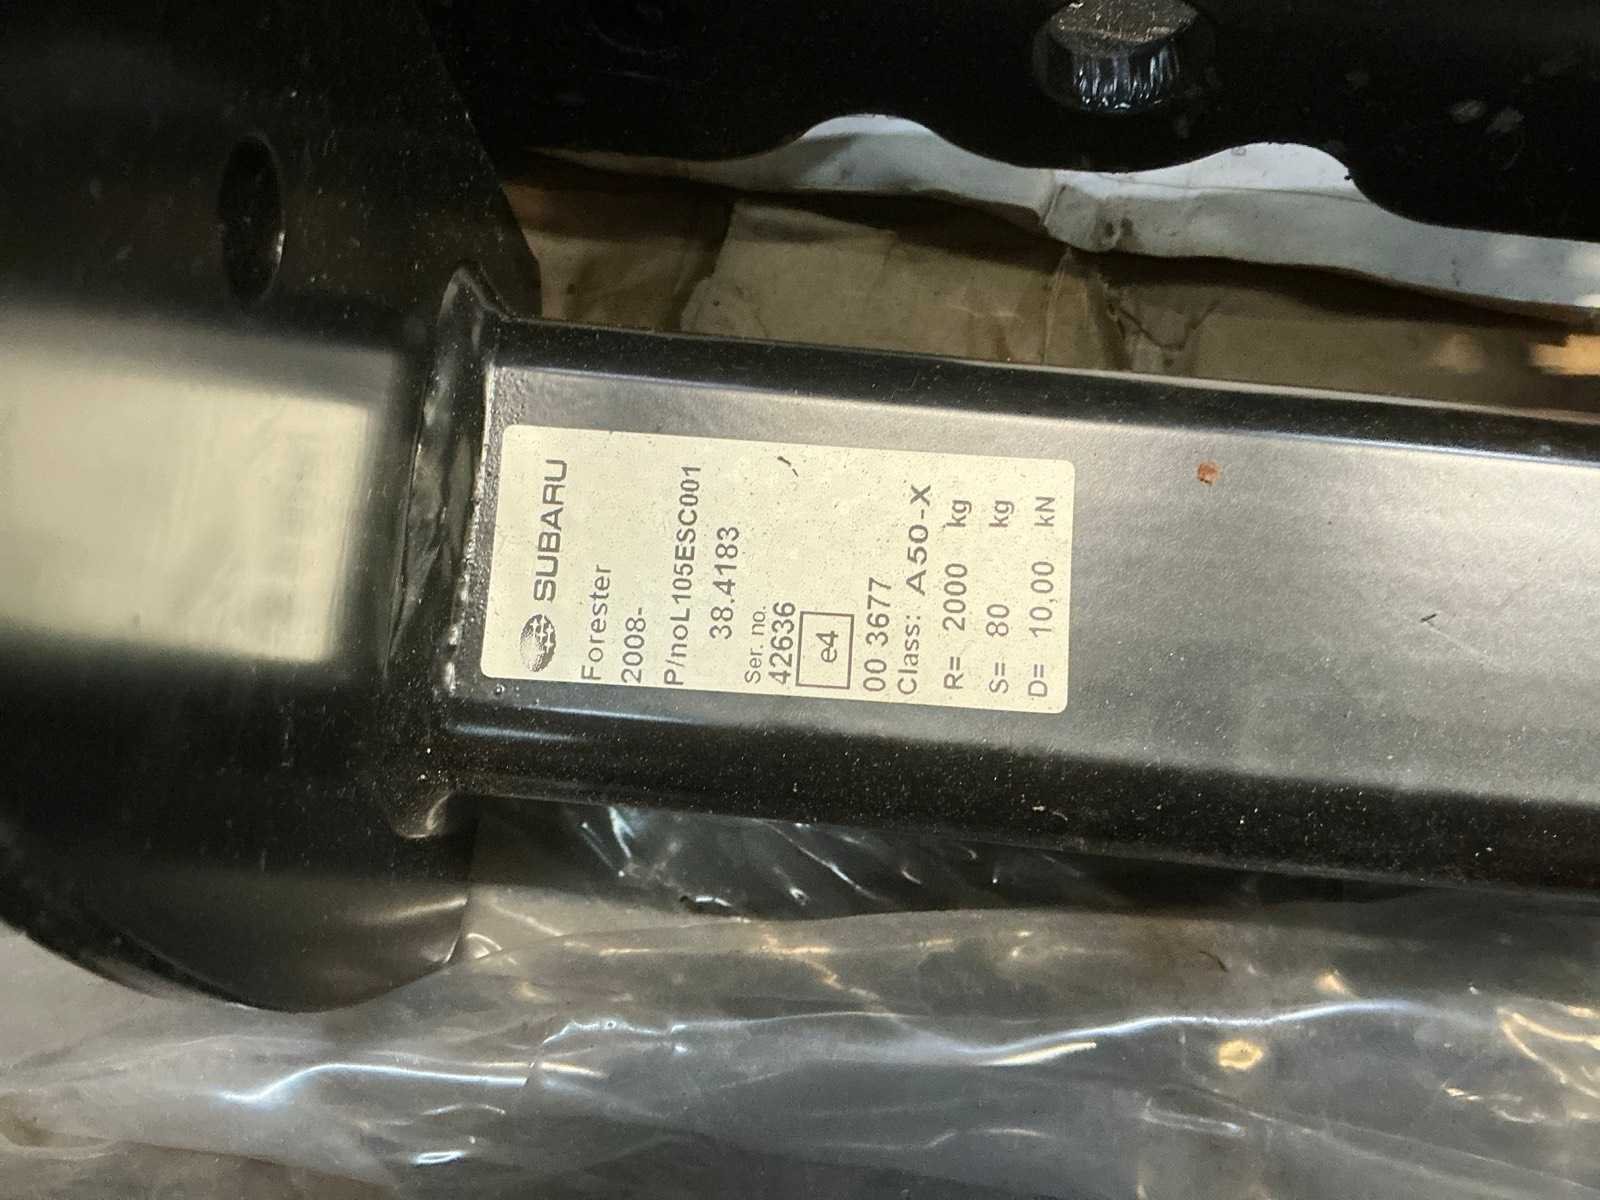 SUBARU
Forester
2008-
P/noL105ESC001
38.4183
Ser. no.
42636
e4
00 3677
Class: A50-X
R= 2000 kg
S= 80 kg
D= 10,00 kN